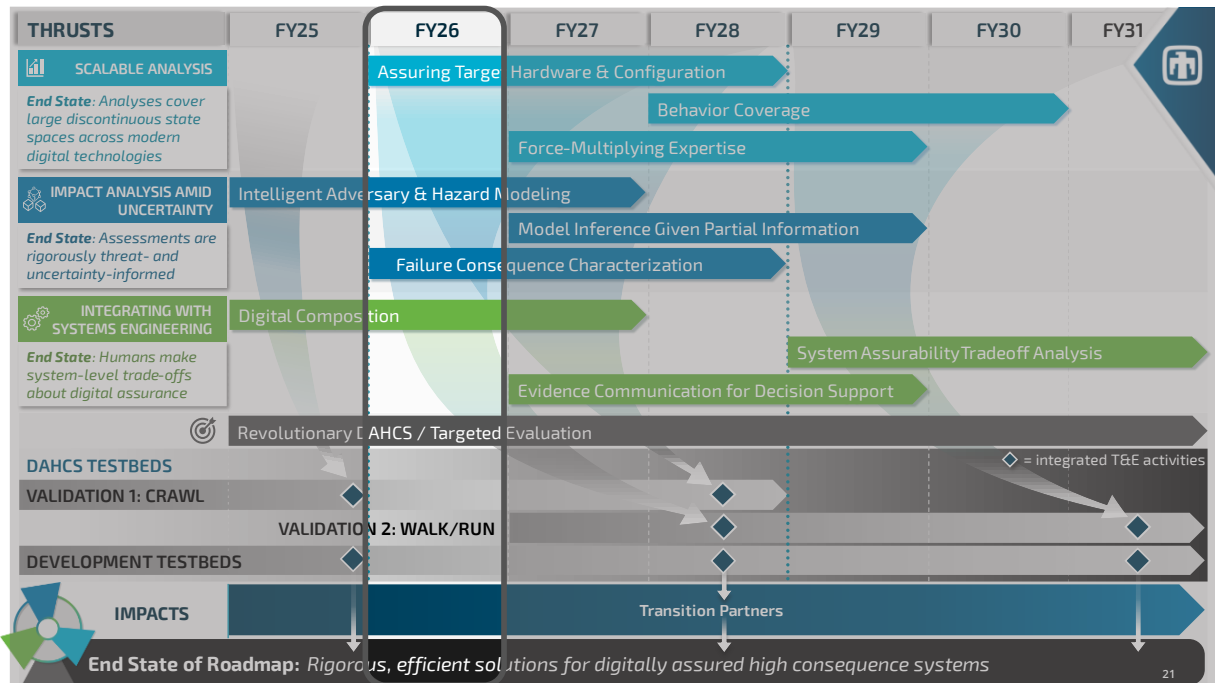 THRUSTS FY25 FY26 FY27 FY28 FY29 FY30 FY31
SCALABLE ANALYSIS
End State: Analyses cover
large discontinuous state
spaces across modern
digital technologies
Assuring Target Hardware & Configuration
Behavior Coverage
Force-Multiplying Expertise
IMPACT ANALYSIS AMID
UNCERTAINTY
End State: Assessments are
rigorously threat- and
uncertainty-informed
Intelligent Adversary & Hazard Modeling
Model Inference Given Partial Information
Failure Consequence Characterization
INTEGRATING WITH
SYSTEMS ENGINEERING
End State: Humans make
system-level trade-offs
about digital assurance
Digital Composition
System Assurability Tradeoff Analysis
Evidence Communication for Decision Support
Revolutionary DAHCS / Targeted Evaluation
DAHCS TESTBEDS
= integrated T&E activities
VALIDATION 1: CRAWL
VALIDATION 2: WALK/RUN
DEVELOPMENT TESTBEDS
IMPACTS
Transition Partners
End State of Roadmap: Rigorous, efficient solutions for digitally assured high consequence systems
21